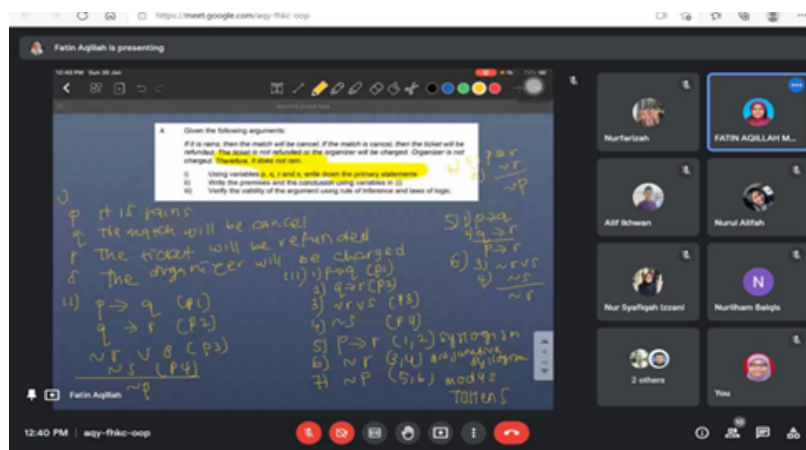 https://meet.google.com/aqy-fhkc-oop
Fatin Aqillah is presenting
12:40 PM Sun 30 Jan
4. Given the following arguments:
If it is rains, the match will be cancel. If the match is cancel, then the ticket will be
refunded. The ticket is not refunded or the organizer will be charged. Organizer is not
charged. Therefore, it does not rain.
i) Using variables p, q, r and s, write down the primary statements
ii) Write the premises and the conclusion using variables in (i)
iii) Verify the validity of the argument using rule of inference and laws of logic.
i)
p it is rains
q the match will be cancel
r The ticket will be refunded
s the organizer will be charged
(ii) p → q (P1)
q → r (P2)
~r ∨ s (P3)
~s (P4)
~p
(iii) 1) p→q (P1)
2) q→r (P2)
3) ~r∨s (P3)
4) ~s (P4)
5) p→r (1,2) syllogism
6) ~r (3,4) disjunctive syllogism
7) ~p (5,6) modus
tollens
5) 1) p→q
2) q→r
p→r
6) 3) ~r∨s
4) ~s
~r
7) 5) p→r
6) ~r
~p
Fatin Aqillah
Nurfarizah
FATIN AQILLAH M...
Alif Ikhwan
Nurul Alifah
Nur Syafiqah Izzani
N
Nurilham Balqis
2 others
You
12:40 PM | aqy-fhkc-oop
10